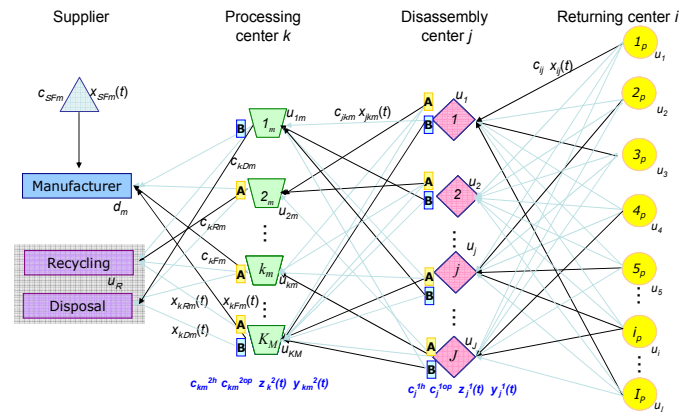 Supplier
Processing center k
Disassembly center j
Returning center i
c_SFm
x_SFm(t)
Manufacturer
d_m
Recycling
u_R
Disposal
x_kRm(t)
x_kFm(t)
x_kDm(t)
c_kDm
c_kRm
c_kFm
B
1_m
u_1m
A
2_m
u_2m
⋮
A
k_m
u_km
⋮
A
B
K_M
u_KM
c_km^2h c_km^2op z_k^2(t) y_km^2(t)
c_jkm x_jkm(t)
A
B
1
u_1
A
B
2
u_2
⋮
u_j
A
B
j
⋮
A
B
J
u_J
c_j^1h c_j^1op z_j^1(t) y_j^1(t)
c_ij x_ij(t)
1_p
u_1
2_p
u_2
3_p
u_3
4_p
u_4
5_p
u_5
⋮
i_p
u_i
⋮
I_p
u_I